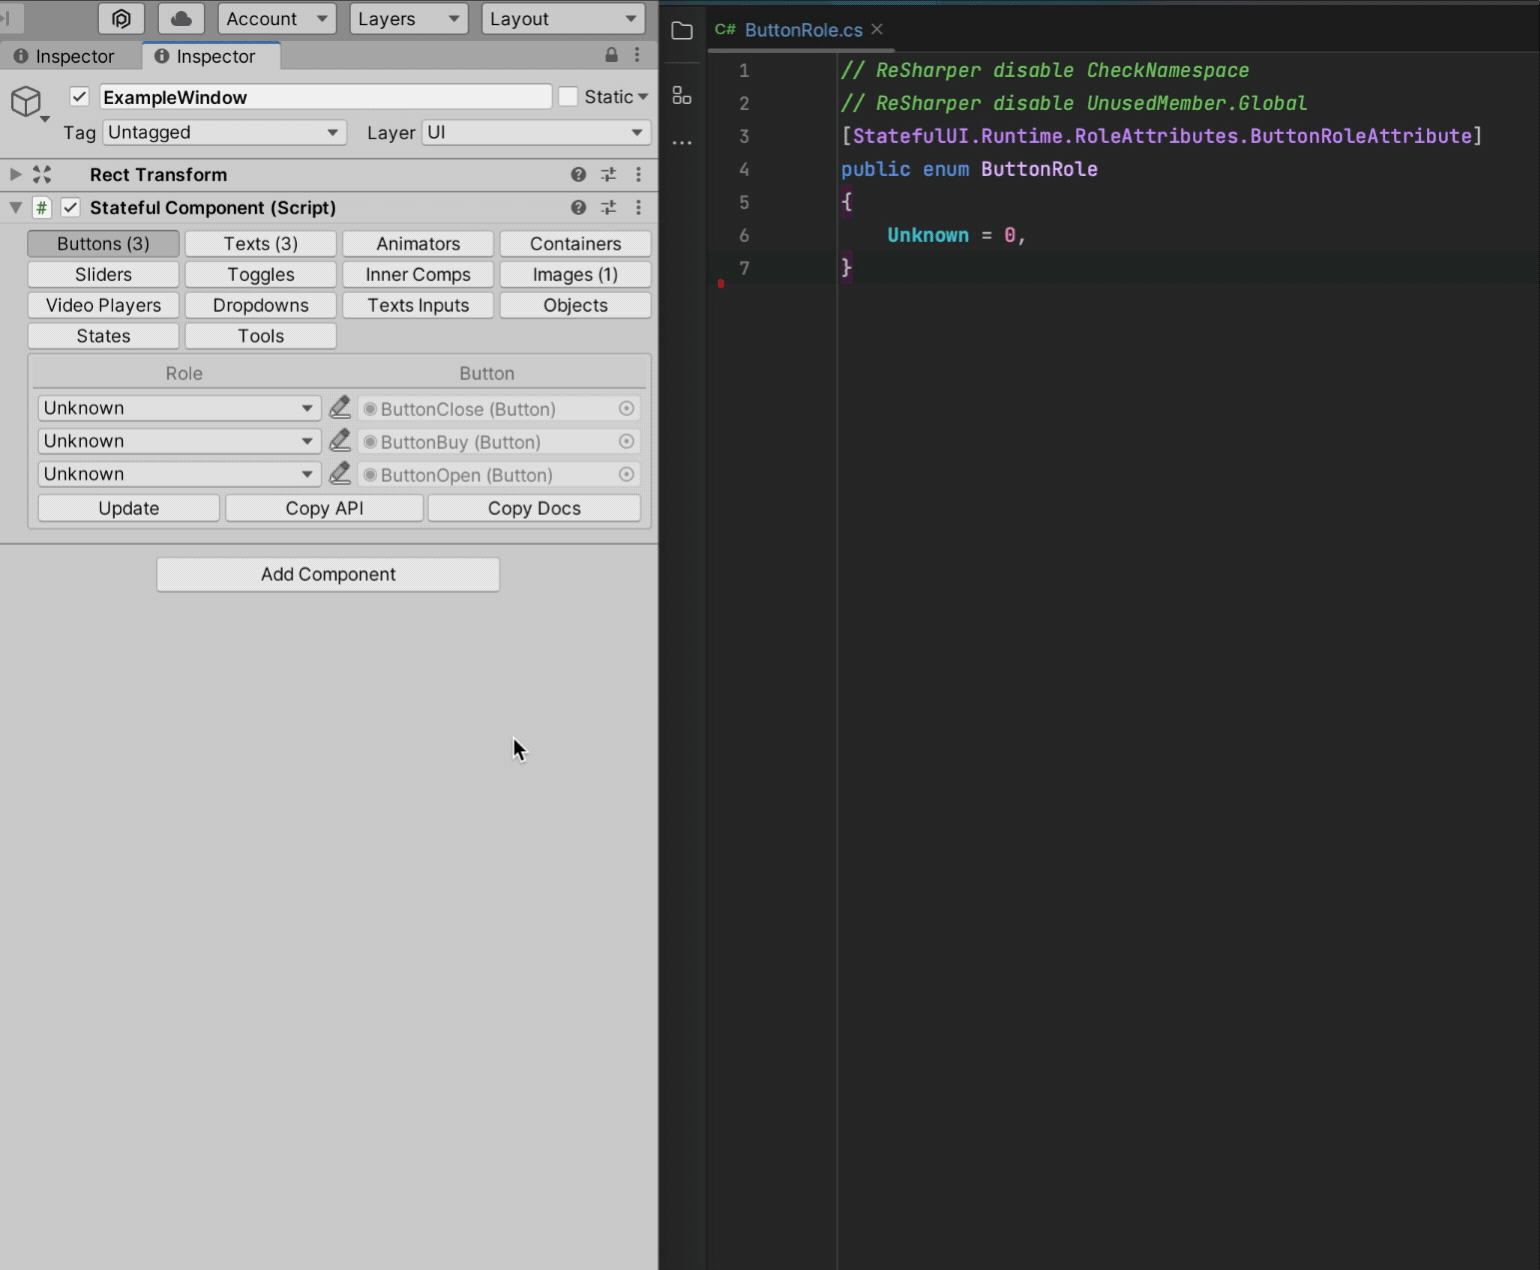 Account Layers Layout
Inspector Inspector
ExampleWindow Static
Tag Untagged Layer UI
Rect Transform
# Stateful Component (Script)
Buttons (3) Texts (3) Animators Containers
Sliders Toggles Inner Comps Images (1)
Video Players Dropdowns Texts Inputs Objects
States Tools
Role Button
Unknown ButtonClose (Button)
Unknown ButtonBuy (Button)
Unknown ButtonOpen (Button)
Update Copy API Copy Docs
Add Component
C# ButtonRole.cs
1 // ReSharper disable CheckNamespace
2 // ReSharper disable UnusedMember.Global
3 [StatefulUI.Runtime.RoleAttributes.ButtonRoleAttribute]
4 public enum ButtonRole
5 {
6 Unknown = 0,
7 }